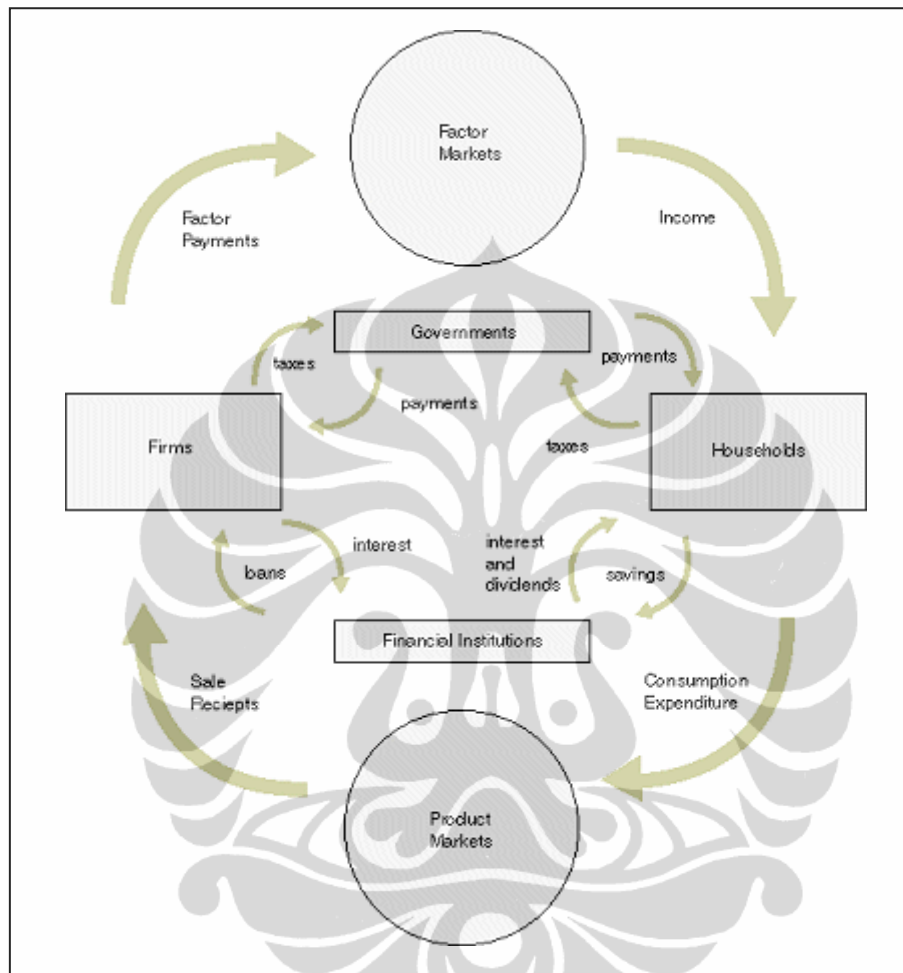 Factor
Markets
Factor
Payments
Income
Governments
taxes
payments
payments
taxes
Firms
Households
interest
loans
interest
and
dividends
savings
Financial Institutions
Sale
Reciepts
Consumption
Expenditure
Product
Markets